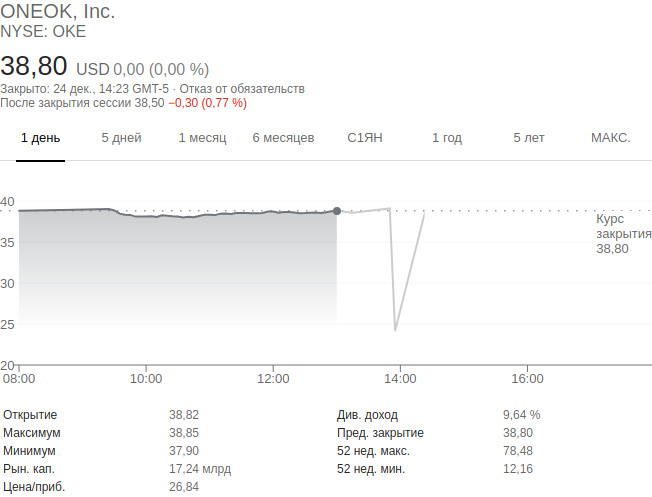 ONEOK, Inc.
NYSE: OKE
38,80 USD 0,00 (0,00 %)
Закрыто: 24 дек., 14:23 GMT-5 · Отказ от обязательств
После закрытия сессии 38,50 −0,30 (0,77 %)
1 день 5 дней 1 месяц 6 месяцев С1ЯН 1 год 5 лет МАКС.
40
35
30
25
20
Курс
закрытия
38,80
08:00 10:00 12:00 14:00 16:00
Открытие 38,82 Див. доход 9,64 %
Максимум 38,85 Пред. закрытие 38,80
Минимум 37,90 52 нед. макс. 78,48
Рын. кап. 17,24 млрд 52 нед. мин. 12,16
Цена/приб. 26,84